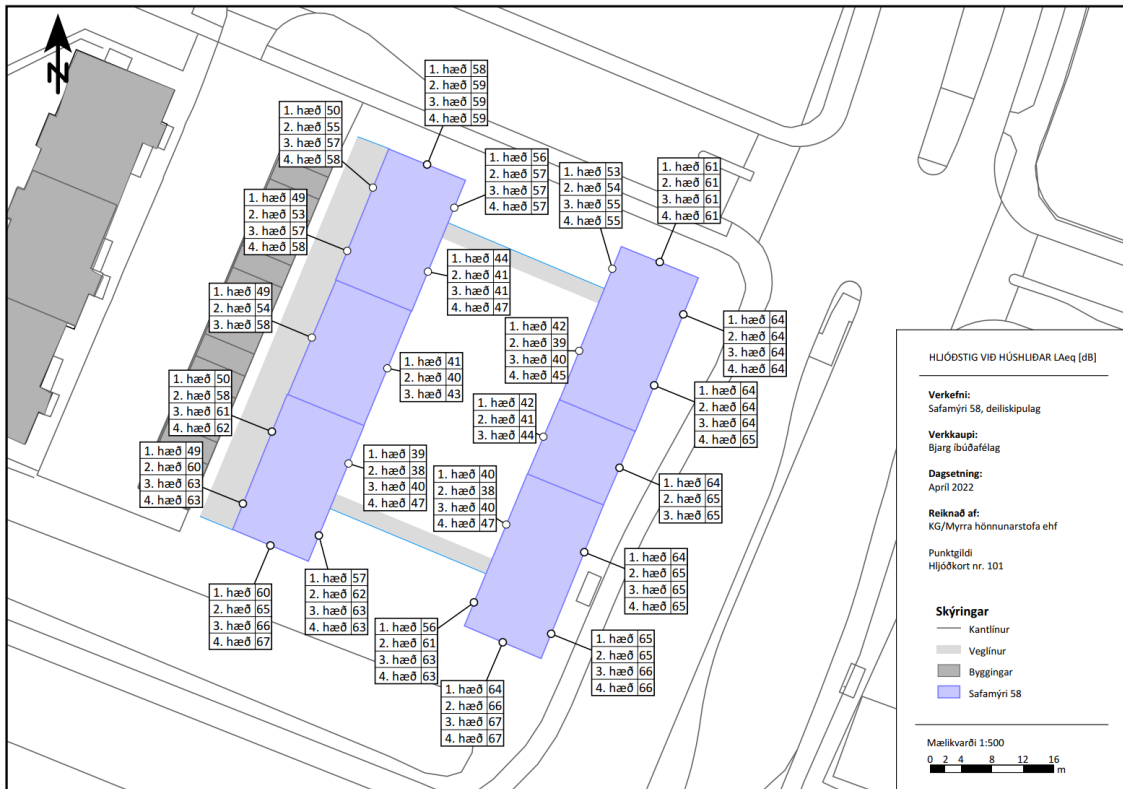 N
1. hæð 58
2. hæð 59
3. hæð 59
4. hæð 59
1. hæð 50
2. hæð 55
3. hæð 57
4. hæð 58
1. hæð 56
2. hæð 57
3. hæð 57
4. hæð 57
1. hæð 53
2. hæð 54
3. hæð 55
4. hæð 55
1. hæð 61
2. hæð 61
3. hæð 61
4. hæð 61
1. hæð 49
2. hæð 53
3. hæð 57
4. hæð 58
1. hæð 44
2. hæð 41
3. hæð 41
4. hæð 47
1. hæð 49
2. hæð 54
3. hæð 58
1. hæð 42
2. hæð 39
3. hæð 40
4. hæð 45
1. hæð 64
2. hæð 64
3. hæð 64
4. hæð 64
1. hæð 41
2. hæð 40
3. hæð 43
1. hæð 50
2. hæð 58
3. hæð 61
4. hæð 62
1. hæð 42
2. hæð 41
3. hæð 44
1. hæð 64
2. hæð 64
3. hæð 64
4. hæð 65
1. hæð 49
2. hæð 60
3. hæð 63
4. hæð 63
1. hæð 39
2. hæð 38
3. hæð 40
4. hæð 47
1. hæð 40
2. hæð 38
3. hæð 40
4. hæð 47
1. hæð 64
2. hæð 65
3. hæð 65
1. hæð 64
2. hæð 65
3. hæð 65
4. hæð 65
1. hæð 60
2. hæð 65
3. hæð 66
4. hæð 67
1. hæð 57
2. hæð 62
3. hæð 63
4. hæð 63
1. hæð 56
2. hæð 61
3. hæð 63
4. hæð 63
1. hæð 65
2. hæð 65
3. hæð 66
4. hæð 66
1. hæð 64
2. hæð 66
3. hæð 67
4. hæð 67
HLJÓÐSTIG VIÐ HÚSHLIÐAR LAeq [dB]
Verkefni:
Safamýri 58, deiliskipulag
Verkkaupi:
Bjarg íbúðafélag
Dagsetning:
Apríl 2022
Reiknað af:
KG/Myrra hönnunarstofa ehf
Punktgildi
Hljóðkort nr. 101
Skýringar
Kantlínur
Veglínur
Byggingar
Safamýri 58
Mælikvarði 1:500
0 2 4 8 12 16
m